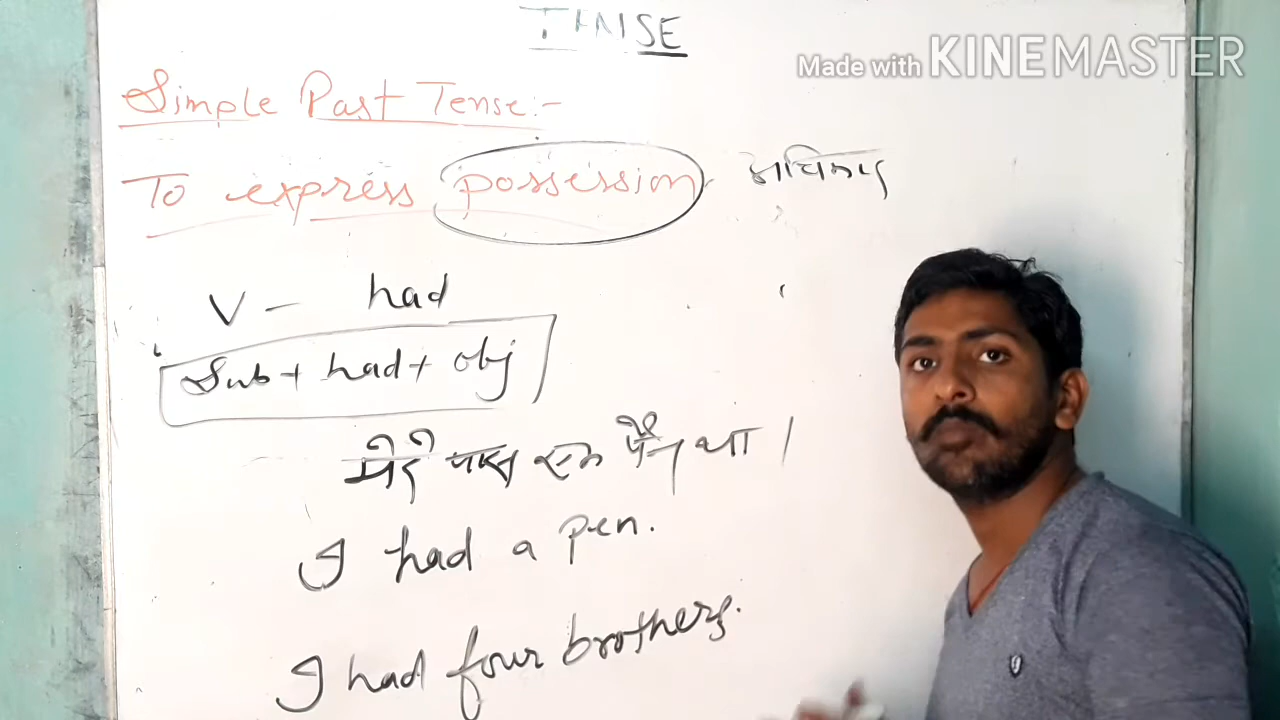 TENSE
Made with KINEMASTER
Simple Past Tense:-
To express possession. अधिकार
V - had
Sub + had + obj
मेरे पास एक पेन था ।
I had a pen.
I had four brothers.